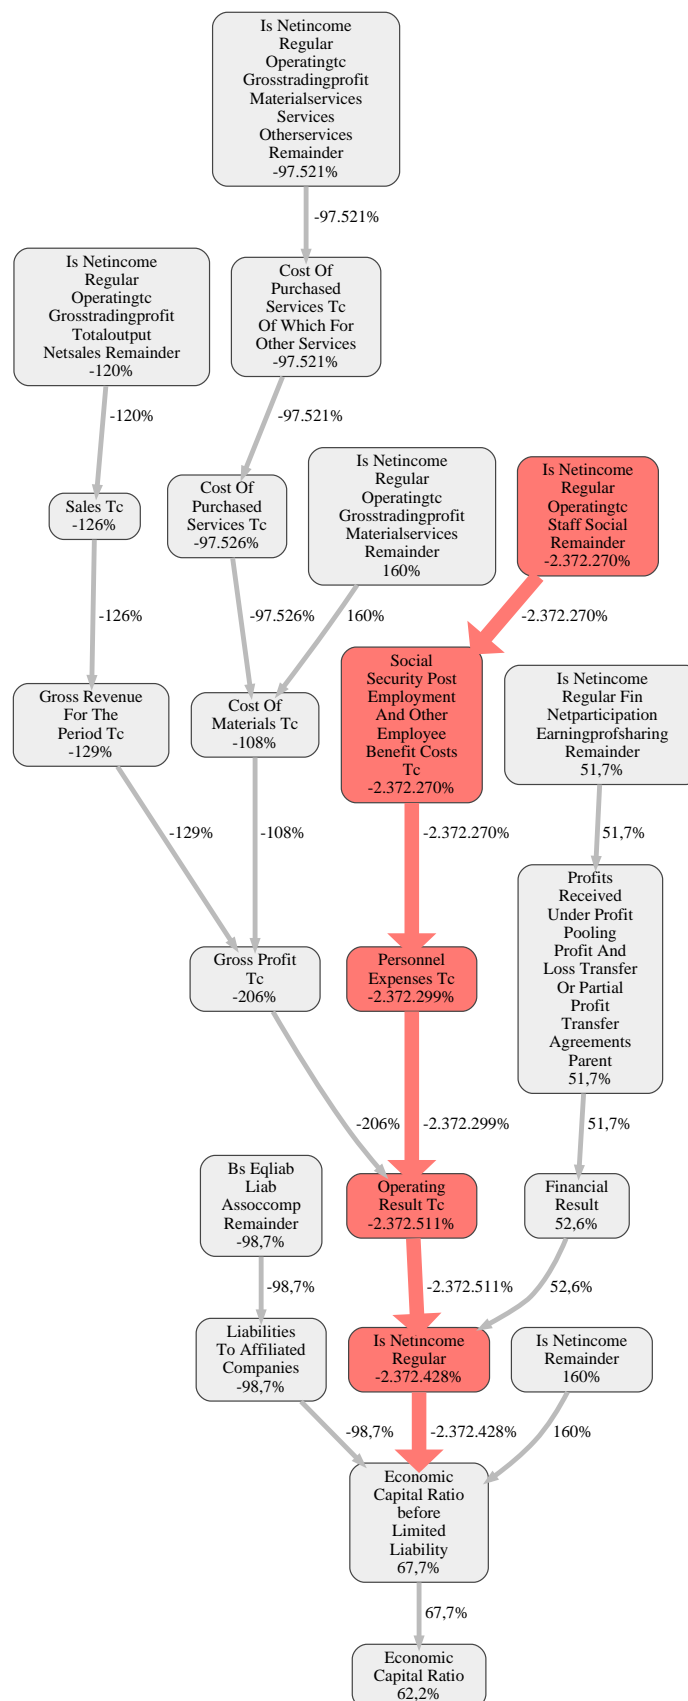 Is Netincome
Regular
Operatingtc
Grosstradingprofit
Materialservices
Services
Otherservices
Remainder
-97.521%
-97.521%
Is Netincome
Regular
Operatingtc
Grosstradingprofit
Totaloutput
Netsales Remainder
-120%
Cost Of
Purchased
Services Tc
Of Which For
Other Services
-97.521%
-120%
-97.521%
Sales Tc
-126%
Cost Of
Purchased
Services Tc
-97.526%
Is Netincome
Regular
Operatingtc
Grosstradingprofit
Materialservices
Remainder
160%
Is Netincome
Regular
Operatingtc
Staff Social
Remainder
-2.372.270%
-126%
-97.526%
160%
-2.372.270%
Gross Revenue
For The
Period Tc
-129%
Cost Of
Materials Tc
-108%
Social
Security Post
Employment
And Other
Employee
Benefit Costs
Tc
-2.372.270%
Is Netincome
Regular Fin
Netparticipation
Earningprofsharing
Remainder
51,7%
-129%
-108%
-2.372.270%
51,7%
Gross Profit
Tc
-206%
Personnel
Expenses Tc
-2.372.299%
Profits
Received
Under Profit
Pooling
Profit And
Loss Transfer
Or Partial
Profit
Transfer
Agreements
Parent
51,7%
-206%
-2.372.299%
51,7%
Bs Eqliab
Liab
Assoccomp
Remainder
-98,7%
Operating
Result Tc
-2.372.511%
Financial
Result
52,6%
-98,7%
-2.372.511%
52,6%
Liabilities
To Affiliated
Companies
-98,7%
Is Netincome
Regular
-2.372.428%
Is Netincome
Remainder
160%
-98,7%
-2.372.428%
160%
Economic
Capital Ratio
before
Limited
Liability
67,7%
67,7%
Economic
Capital Ratio
62,2%